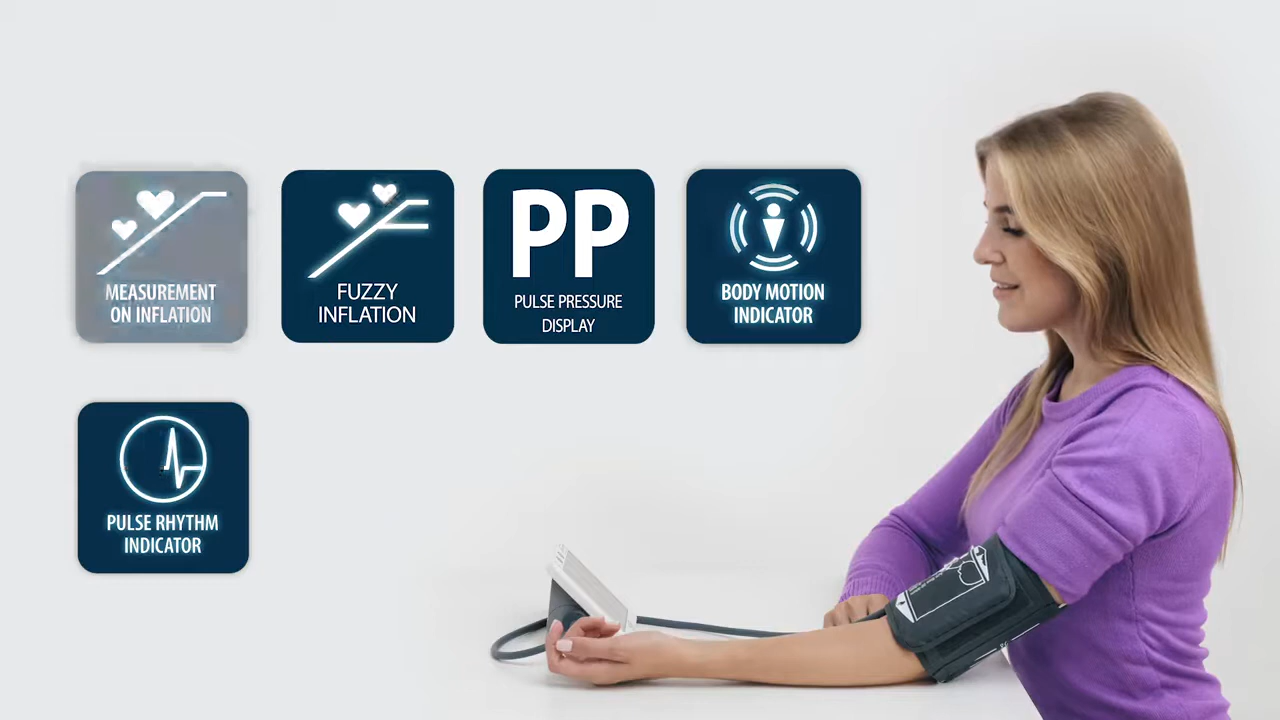 MEASUREMENT
ON INFLATION
FUZZY
INFLATION
PP
PULSE PRESSURE
DISPLAY
BODY MOTION
INDICATOR
PULSE RHYTHM
INDICATOR